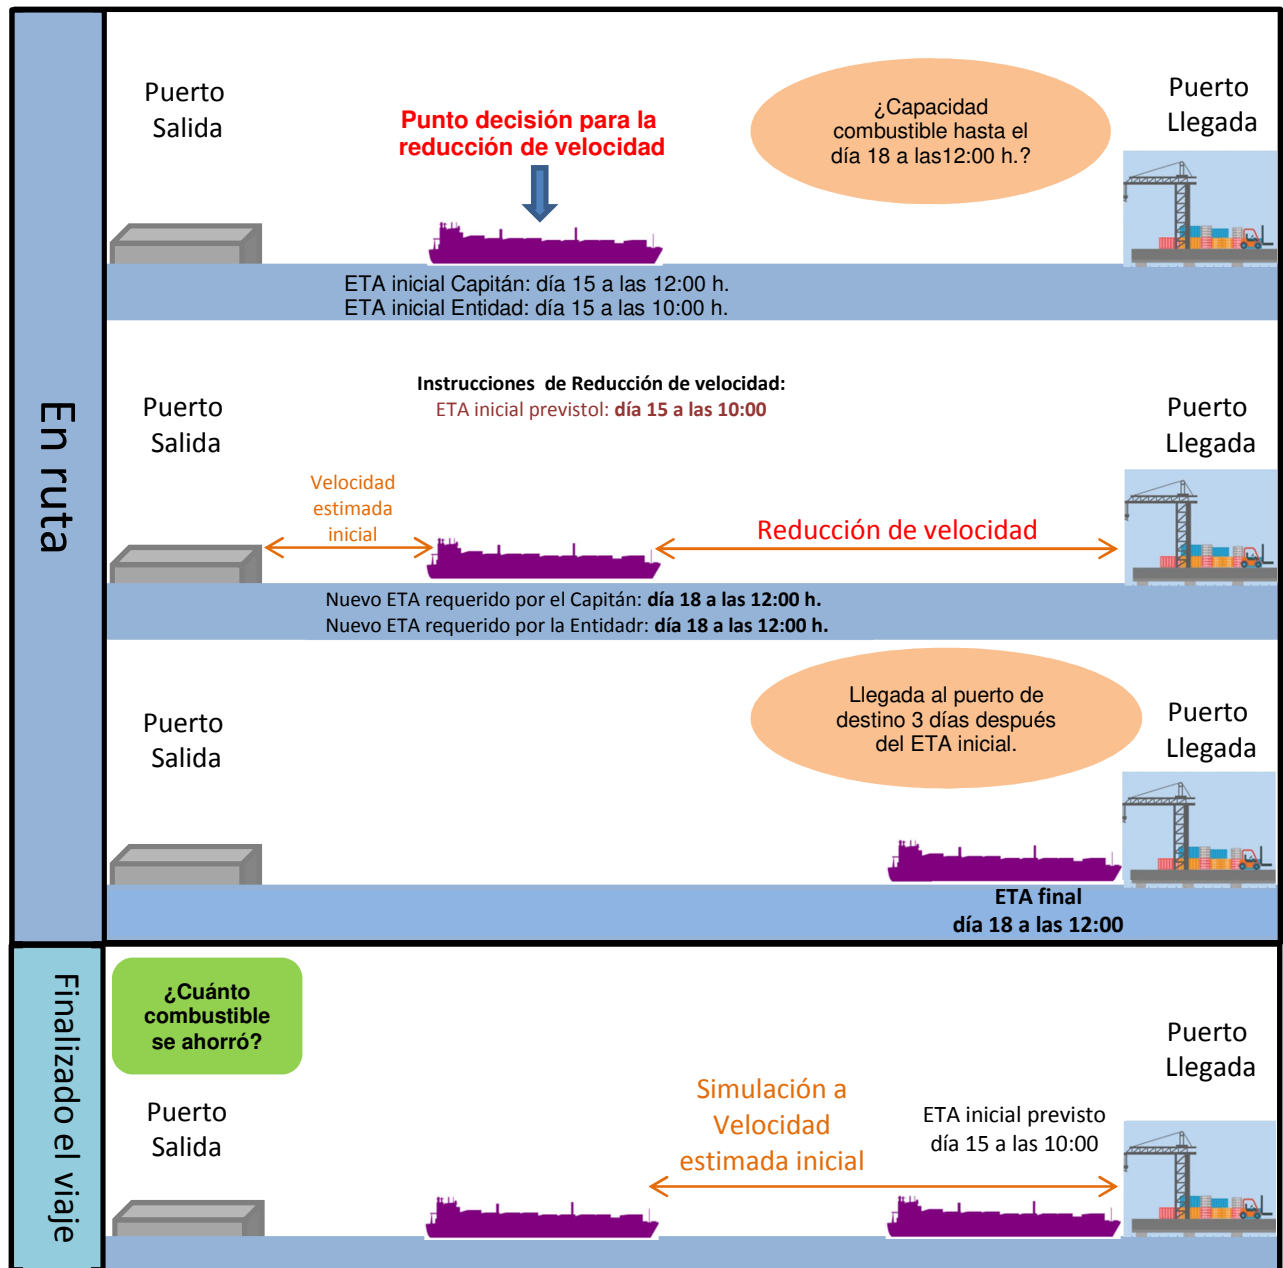 En ruta
Puerto
Salida
Punto decisión para la
reducción de velocidad
¿Capacidad
combustible hasta el
día 18 a las12:00 h.?
Puerto
Llegada
ETA inicial Capitán: día 15 a las 12:00 h.
ETA inicial Entidad: día 15 a las 10:00 h.
Instrucciones de Reducción de velocidad:
ETA inicial previstol: día 15 a las 10:00
Puerto
Salida
Puerto
Llegada
Velocidad
estimada
inicial
Reducción de velocidad
Nuevo ETA requerido por el Capitán: día 18 a las 12:00 h.
Nuevo ETA requerido por la Entidadr: día 18 a las 12:00 h.
Llegada al puerto de
destino 3 días después
del ETA inicial.
Puerto
Salida
Puerto
Llegada
ETA final
día 18 a las 12:00
Finalizado el viaje
¿Cuánto
combustible
se ahorró?
Puerto
Llegada
Puerto
Salida
Simulación a
Velocidad
estimada inicial
ETA inicial previsto
día 15 a las 10:00